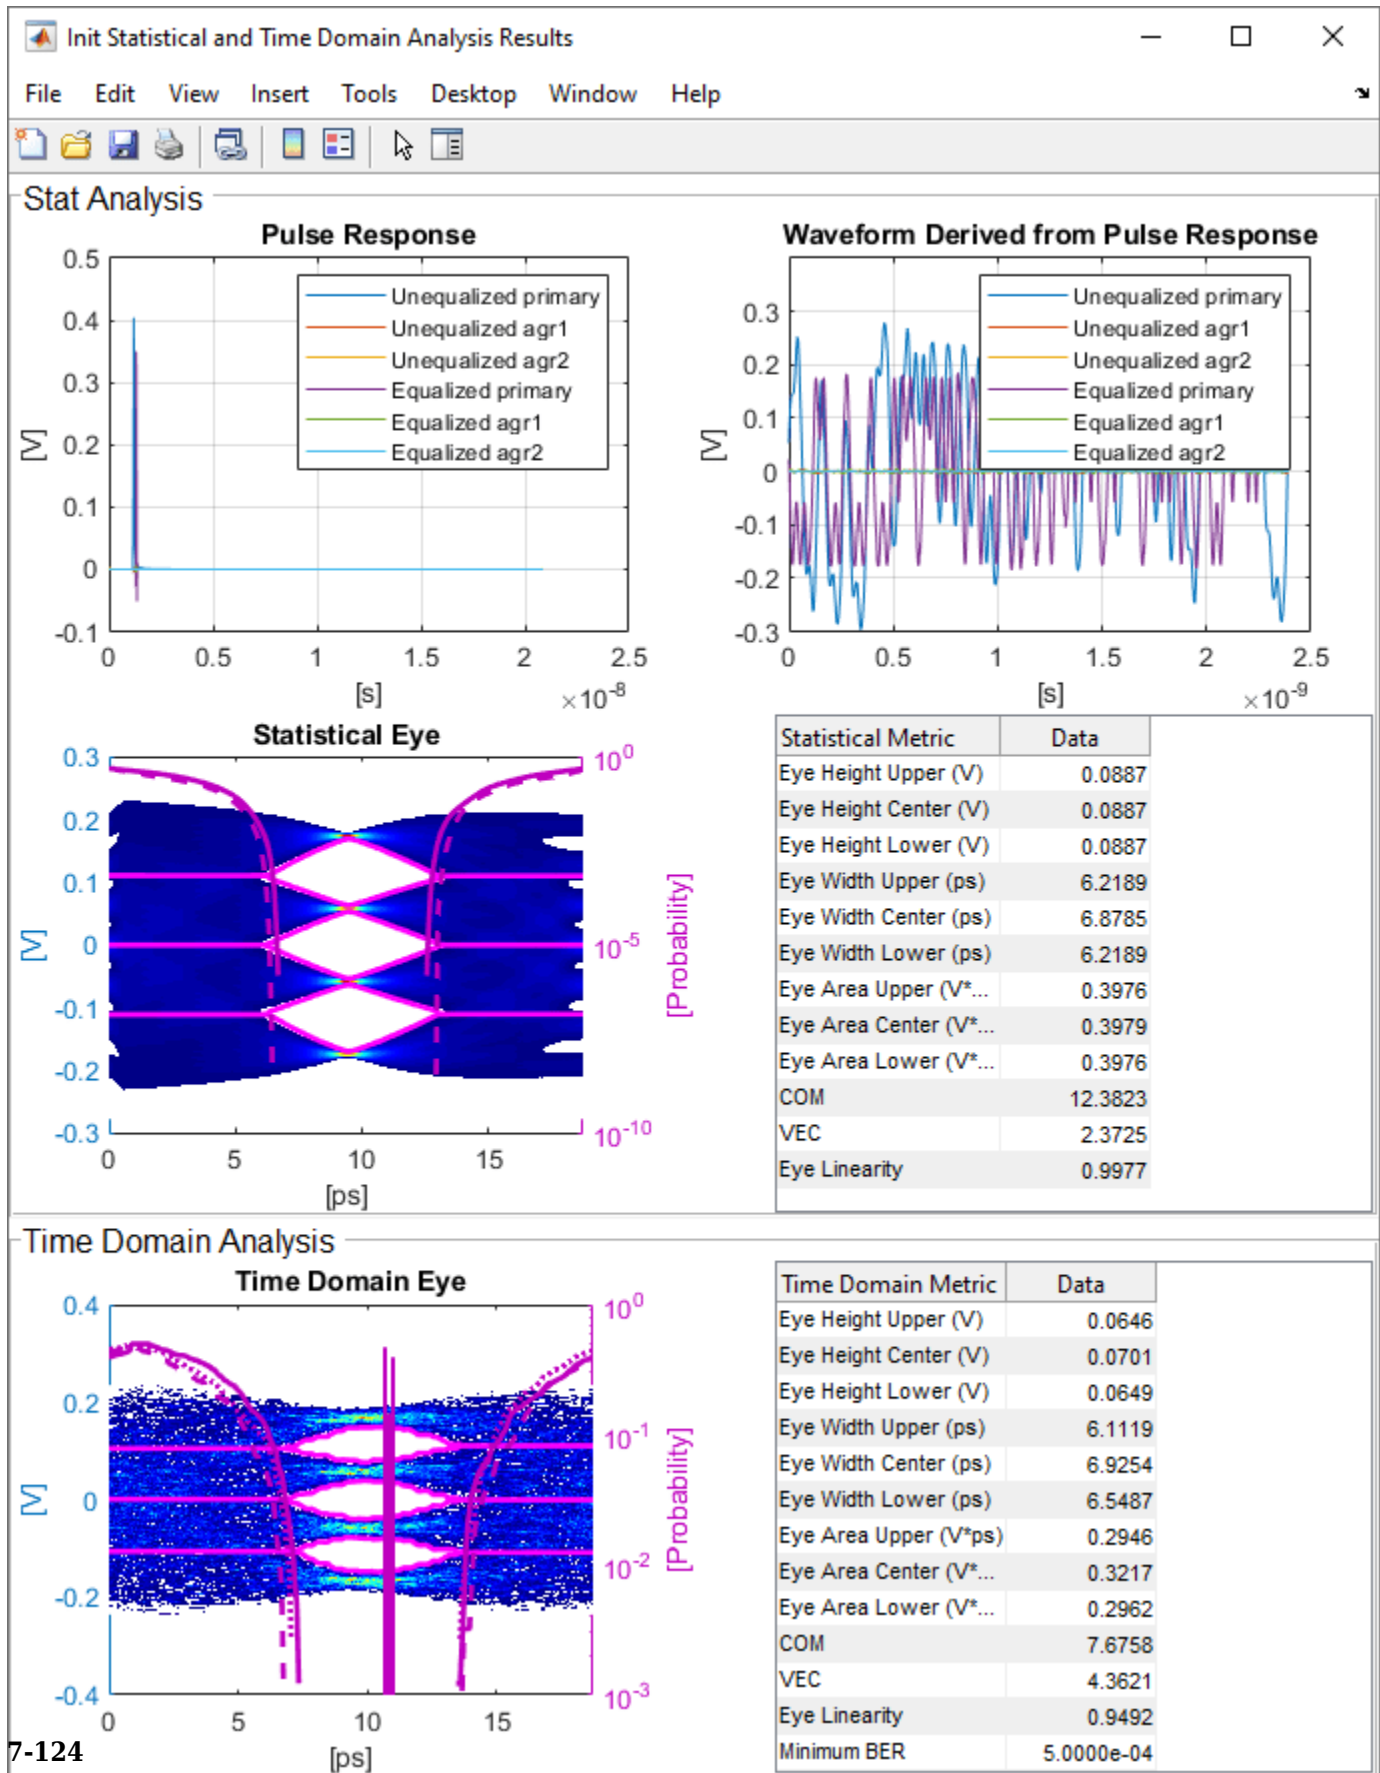 Init Statistical and Time Domain Analysis Results
File Edit View Insert Tools Desktop Window Help
Stat Analysis
Pulse Response
0.5
0.4
0.3
0.2
0.1
0
-0.1
[V]
Unequalized primary
Unequalized agr1
Unequalized agr2
Equalized primary
Equalized agr1
Equalized agr2
0 0.5 1 1.5 2 2.5
[s]
×10-8
Waveform Derived from Pulse Response
0.3
0.2
0.1
0
-0.1
-0.2
-0.3
[V]
Unequalized primary
Unequalized agr1
Unequalized agr2
Equalized primary
Equalized agr1
Equalized agr2
0 0.5 1 1.5 2 2.5
[s]
×10-9
Statistical Eye
0.3
0.2
0.1
0
-0.1
-0.2
-0.3
[V]
100
10-5
10-10
[Probability]
0 5 10 15
[ps]
Statistical Metric Data
Eye Height Upper (V) 0.0887
Eye Height Center (V) 0.0887
Eye Height Lower (V) 0.0887
Eye Width Upper (ps) 6.2189
Eye Width Center (ps) 6.8785
Eye Width Lower (ps) 6.2189
Eye Area Upper (V*... 0.3976
Eye Area Center (V*... 0.3979
Eye Area Lower (V*... 0.3976
COM 12.3823
VEC 2.3725
Eye Linearity 0.9977
Time Domain Analysis
Time Domain Eye
0.4
0.2
0
-0.2
-0.4
[V]
100
10-1
10-2
10-3
[Probability]
0 5 10 15
[ps]
Time Domain Metric Data
Eye Height Upper (V) 0.0646
Eye Height Center (V) 0.0701
Eye Height Lower (V) 0.0649
Eye Width Upper (ps) 6.1119
Eye Width Center (ps) 6.9254
Eye Width Lower (ps) 6.5487
Eye Area Upper (V*ps) 0.2946
Eye Area Center (V*... 0.3217
Eye Area Lower (V*... 0.2962
COM 7.6758
VEC 4.3621
Eye Linearity 0.9492
Minimum BER 5.0000e-04
7-124